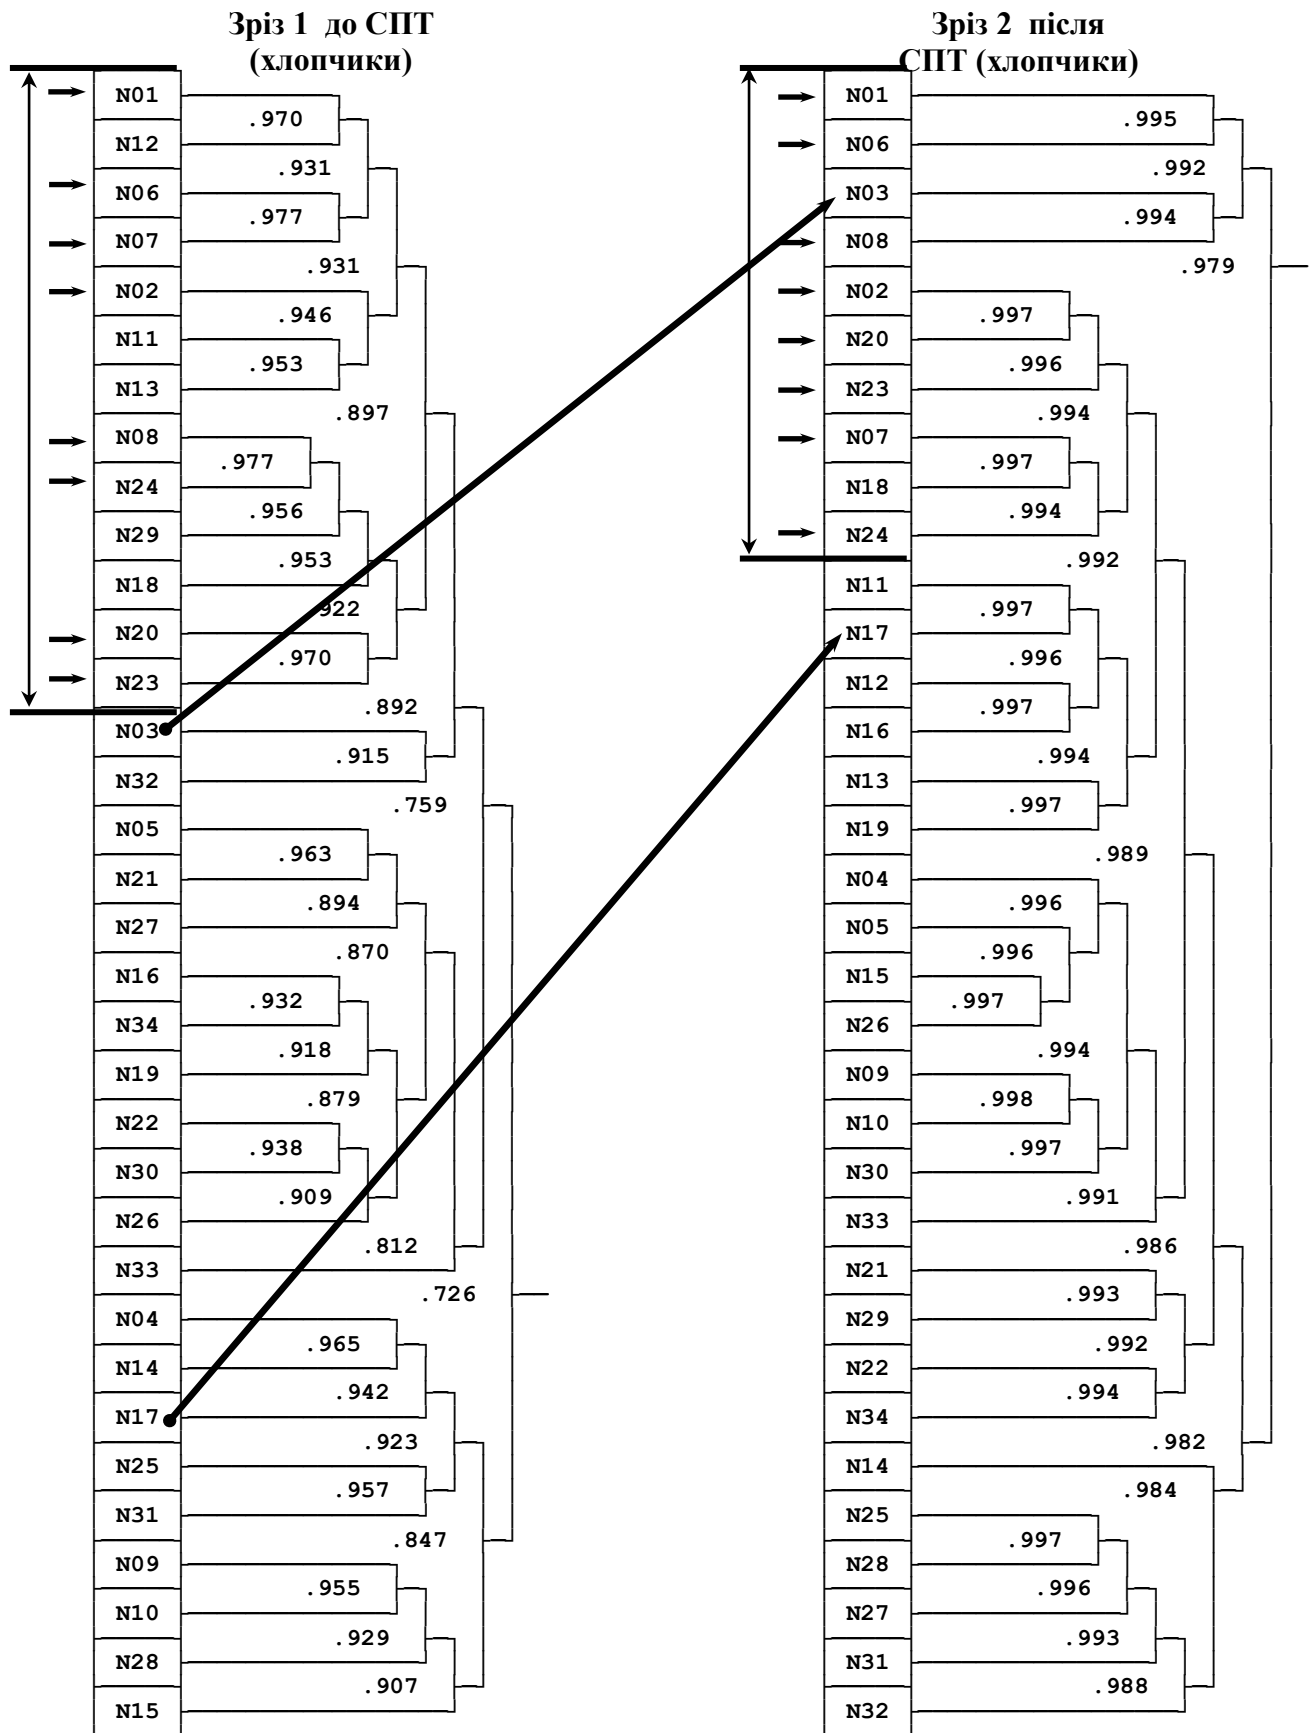 Зріз 1 до СПТ
(хлопчики)
N01
.970
N12
.931
N06
.977
N07
.931
N02
.946
N11
.953
N13
.897
N08
.977
N24
.956
N29
.953
N18
.922
N20
.970
N23
.892
N03
.915
N32
.759
N05
.963
N21
.894
N27
.870
N16
.932
N34
.918
N19
.879
N22
.938
N30
.909
N26
.812
N33
.726
N04
.965
N14
.942
N17
.923
N25
.957
N31
.847
N09
.955
N10
.929
N28
.907
N15
Зріз 2 після
СПТ (хлопчики)
N01
.995
N06
.992
N03
.994
N08
.979
N02
.997
N20
.996
N23
.994
N07
.997
N18
.994
N24
.992
N11
.997
N17
.996
N12
.997
N16
.994
N13
.997
N19
.989
N04
.996
N05
.996
N15
.997
N26
.994
N09
.998
N10
.997
N30
.991
N33
.986
N21
.993
N29
.992
N22
.994
N34
.982
N14
.984
N25
.997
N28
.996
N27
.993
N31
.988
N32